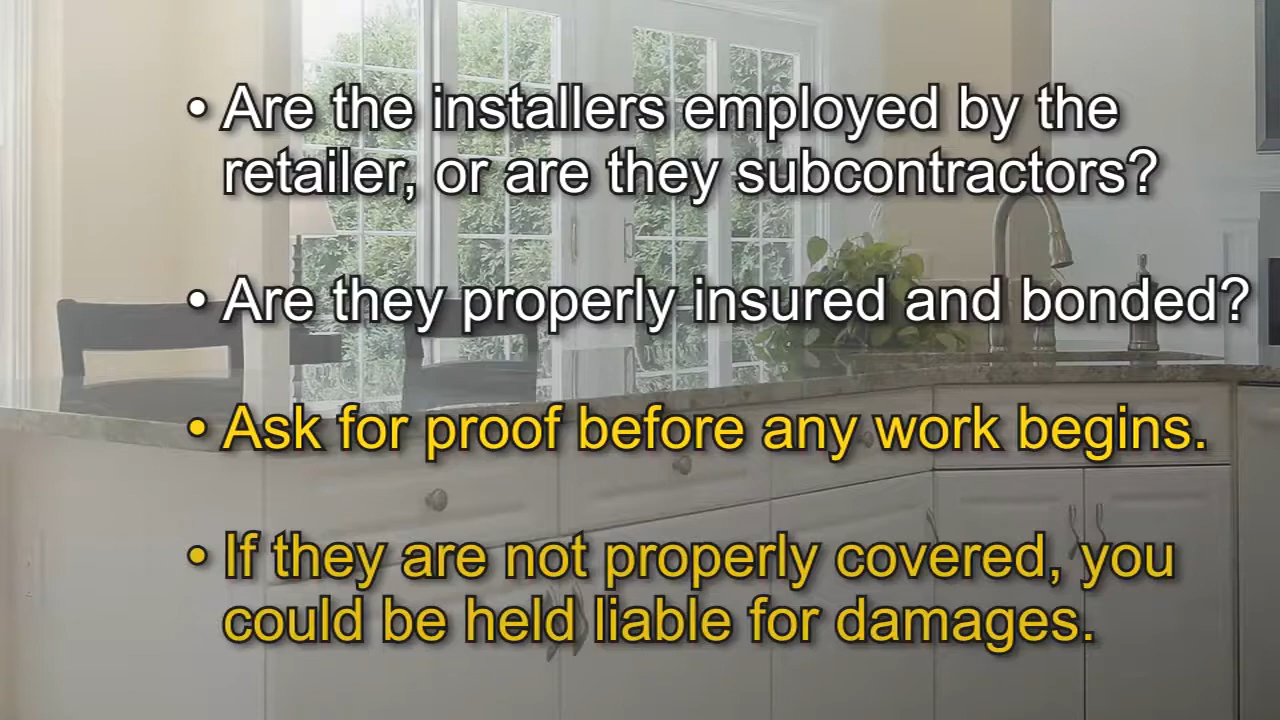 • Are the installers employed by the
retailer, or are they subcontractors?
• Are they properly insured and bonded?
• Ask for proof before any work begins.
• If they are not properly covered, you
could be held liable for damages.